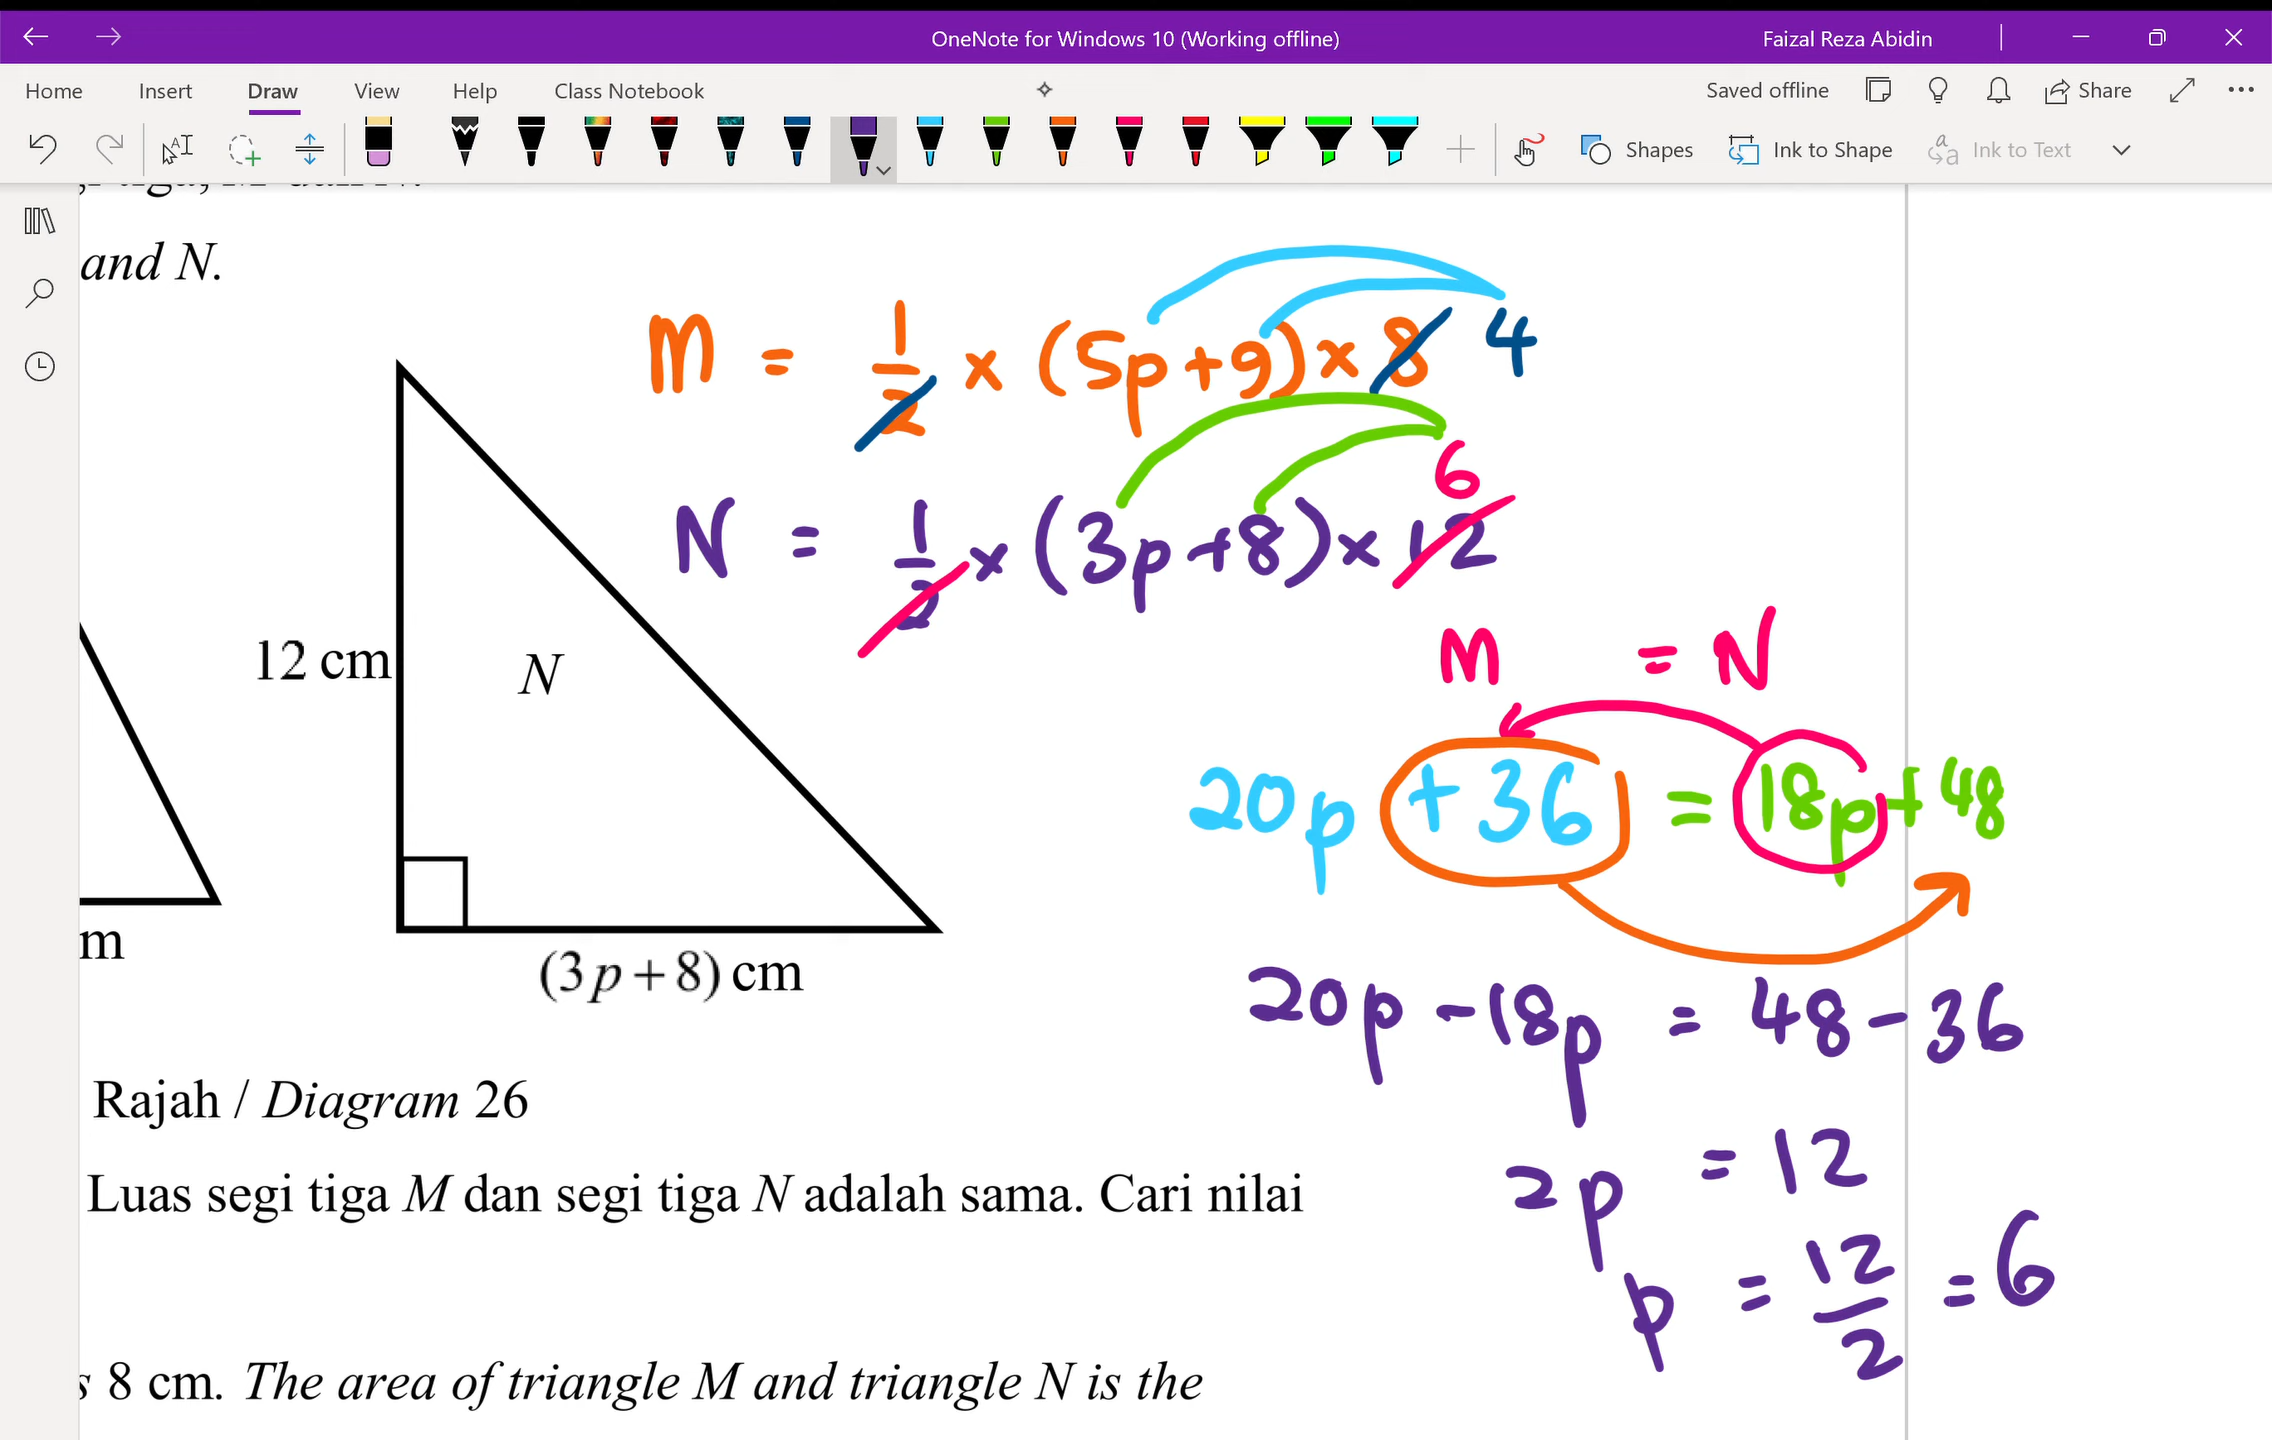 OneNote for Windows 10 (Working offline)
Faizal Reza Abidin
Home Insert Draw View Help Class Notebook
Saved offline Share
Shapes Ink to Shape Ink to Text
and N.
M = 1/2 × (5p+9) × 8 4
6
N = 1/2 × (3p+8) × 12
12 cm
N
m
(3p+8) cm
M = N
20p + 36 = 18p + 48
20p - 18p = 48 - 36
2p = 12
p = 12/2 = 6
Rajah / Diagram 26
Luas segi tiga M dan segi tiga N adalah sama. Cari nilai
s 8 cm. The area of triangle M and triangle N is the